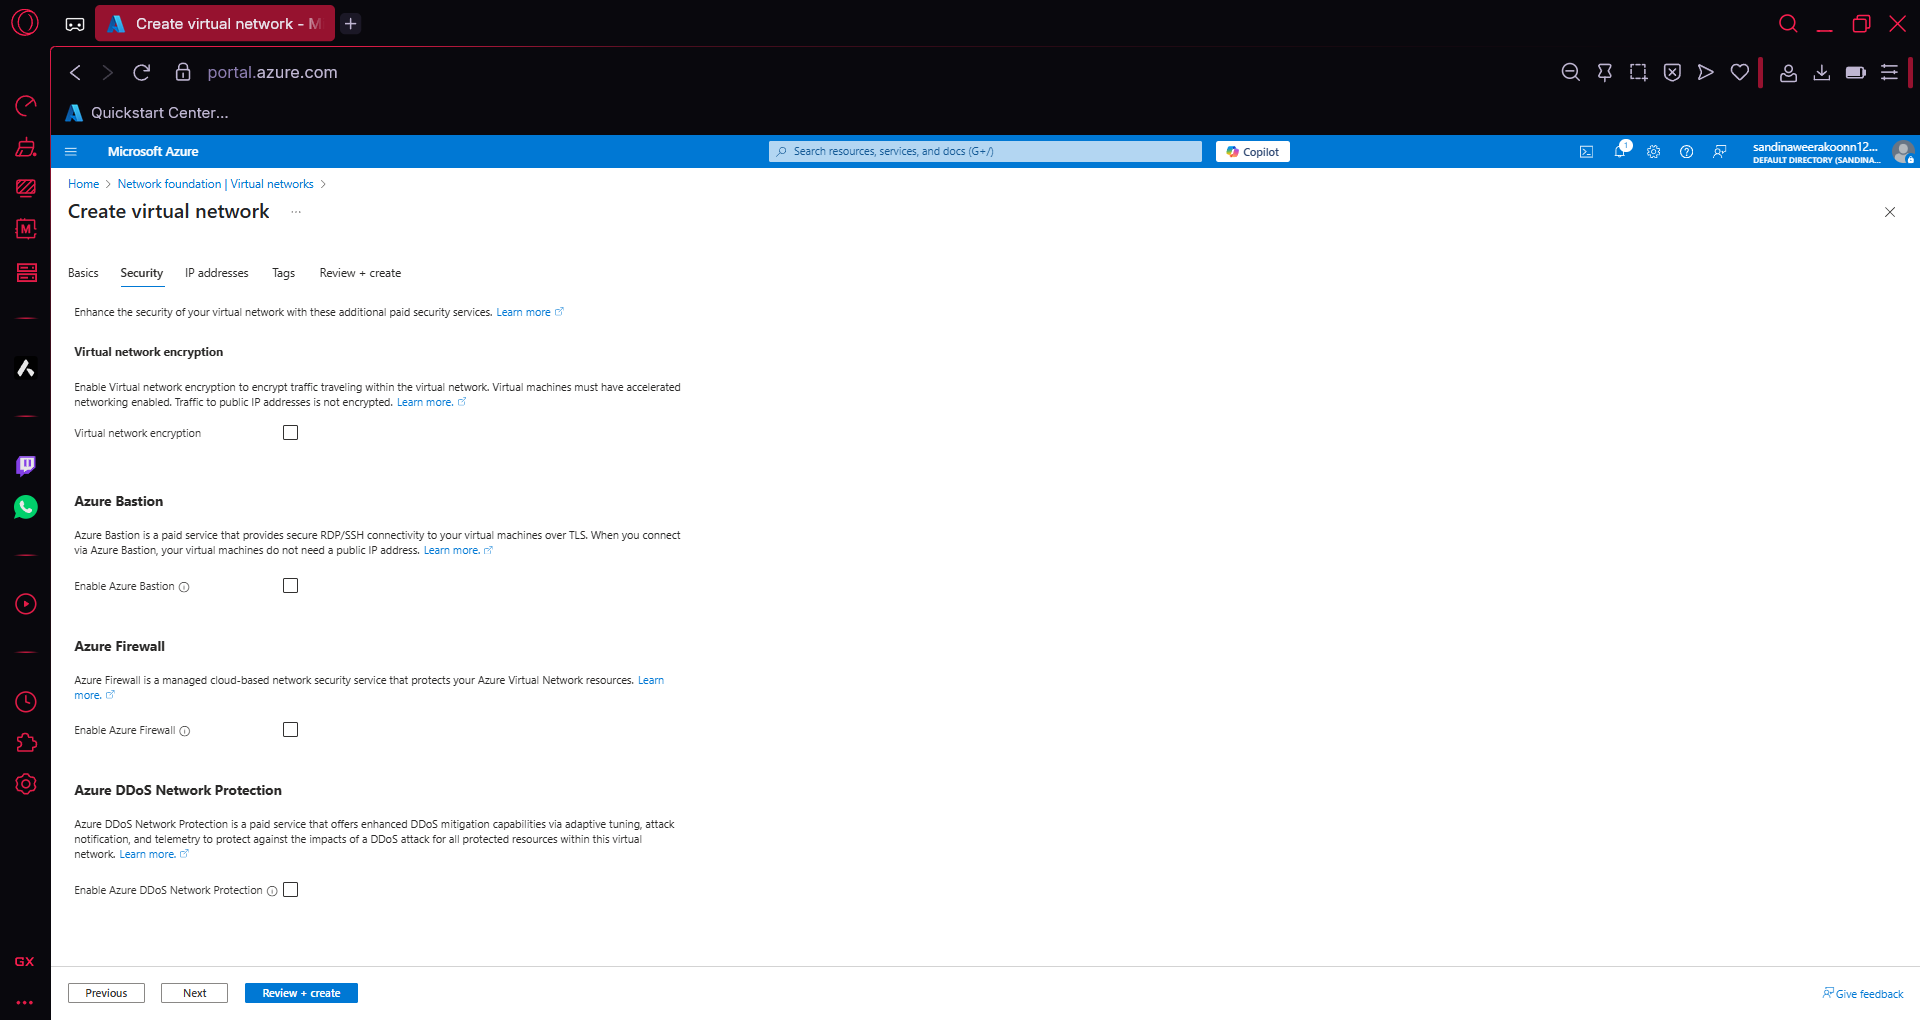 Create virtual network - M
portal.azure.com
Quickstart Center...
Microsoft Azure
Search resources, services, and docs (G+/)
Copilot
1
sandinaweerakoonn12...
DEFAULT DIRECTORY (SANDINA...
Home > Network foundation | Virtual networks >
Create virtual network ...
Basics
Security
IP addresses
Tags
Review + create
Enhance the security of your virtual network with these additional paid security services. Learn more
Virtual network encryption
Enable Virtual network encryption to encrypt traffic traveling within the virtual network. Virtual machines must have accelerated
networking enabled. Traffic to public IP addresses is not encrypted. Learn more.
Virtual network encryption
Azure Bastion
Azure Bastion is a paid service that provides secure RDP/SSH connectivity to your virtual machines over TLS. When you connect
via Azure Bastion, your virtual machines do not need a public IP address. Learn more.
Enable Azure Bastion
Azure Firewall
Azure Firewall is a managed cloud-based network security service that protects your Azure Virtual Network resources. Learn
more.
Enable Azure Firewall
Azure DDoS Network Protection
Azure DDoS Network Protection is a paid service that offers enhanced DDoS mitigation capabilities via adaptive tuning, attack
notification, and telemetry to protect against the impacts of a DDoS attack for all protected resources within this virtual
network. Learn more.
Enable Azure DDoS Network Protection
GX
Previous
Next
Review + create
Give feedback
M